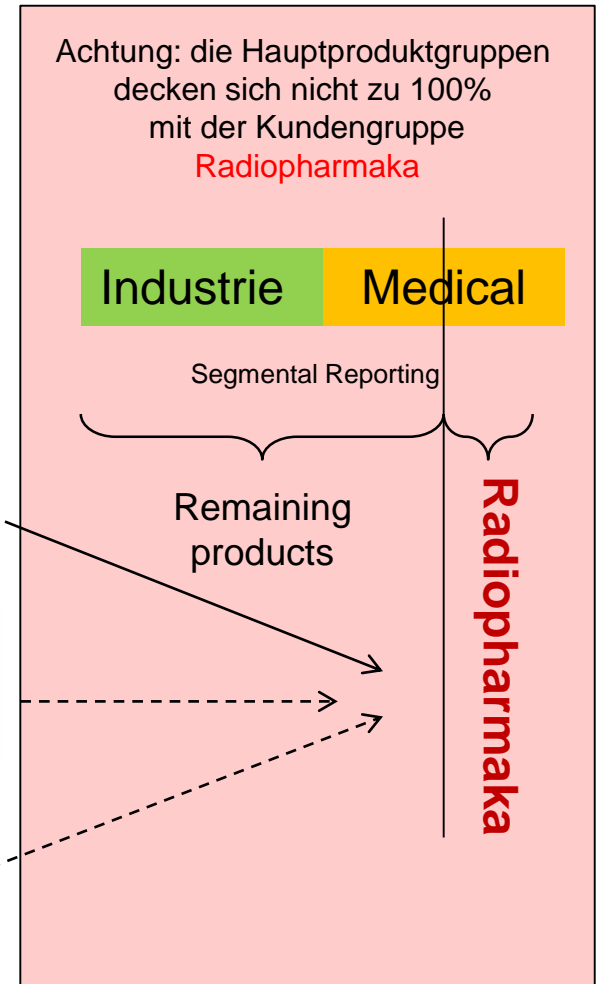 Achtung: die Hauptproduktgruppen
decken sich nicht zu 100%
mit der Kundengruppe
Radiopharmaka
Industrie
Medical
Segmental Reporting
Remaining
products
Radiopharmaka